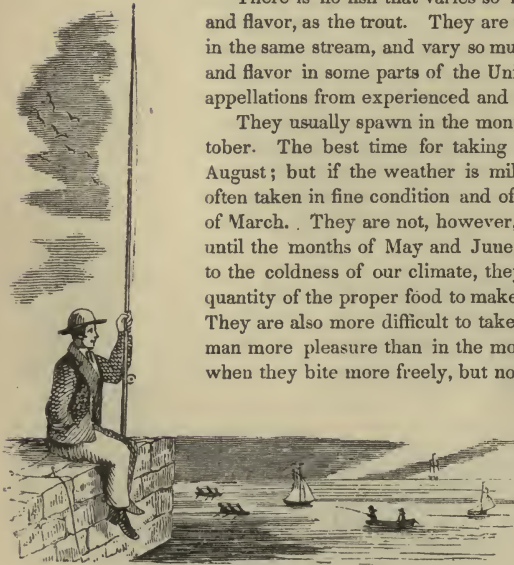 There is no fish that varies so
and flavor, as the trout. They are
in the same stream, and vary so mu
and flavor in some parts of the Uni
appellations from experienced and
They usually spawn in the mon
tober. The best time for taking
August; but if the weather is mil
often taken in fine condition and of
of March. . They are not, however,
until the months of May and June
to the coldness of our climate, they
quantity of the proper food to make
They are also more difficult to take
man more pleasure than in the mo
when they bite more freely, but no